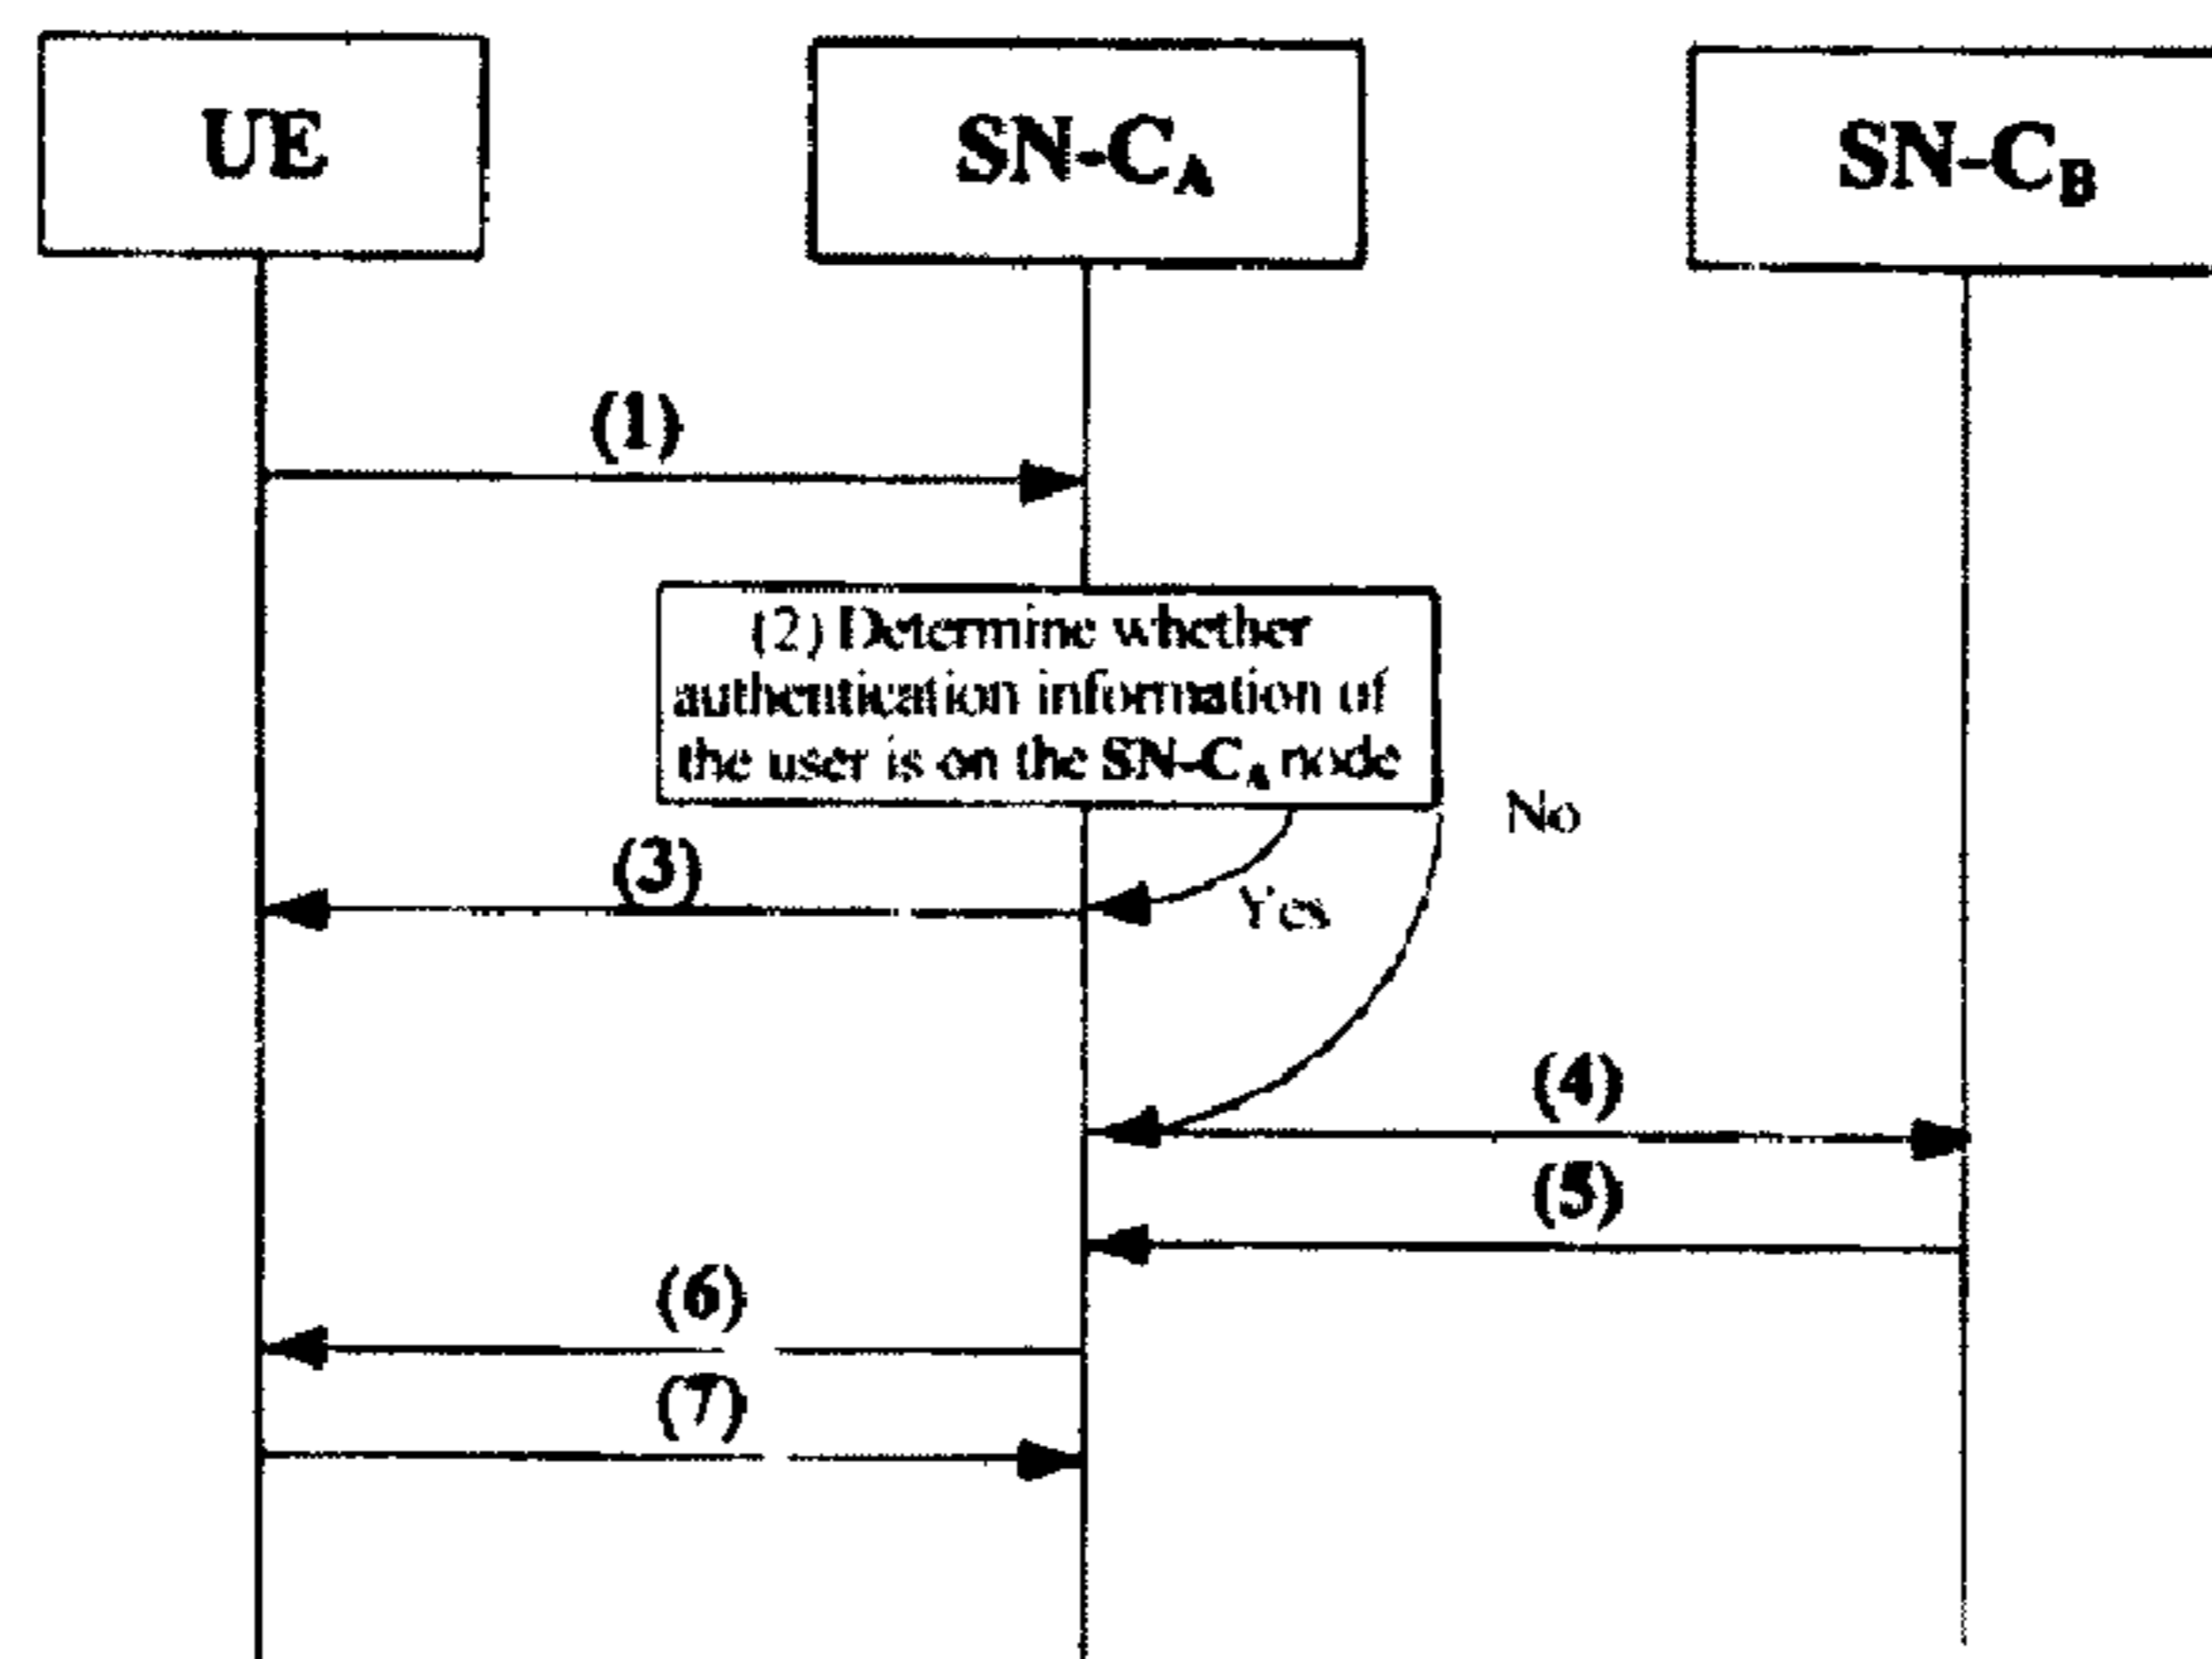 UE
SN-CA
SN-CB
(1)
(2) Determine whether
authentication information of
the user is on the SN-CA node
No
(3)
Yes
(4)
(5)
(6)
(7)